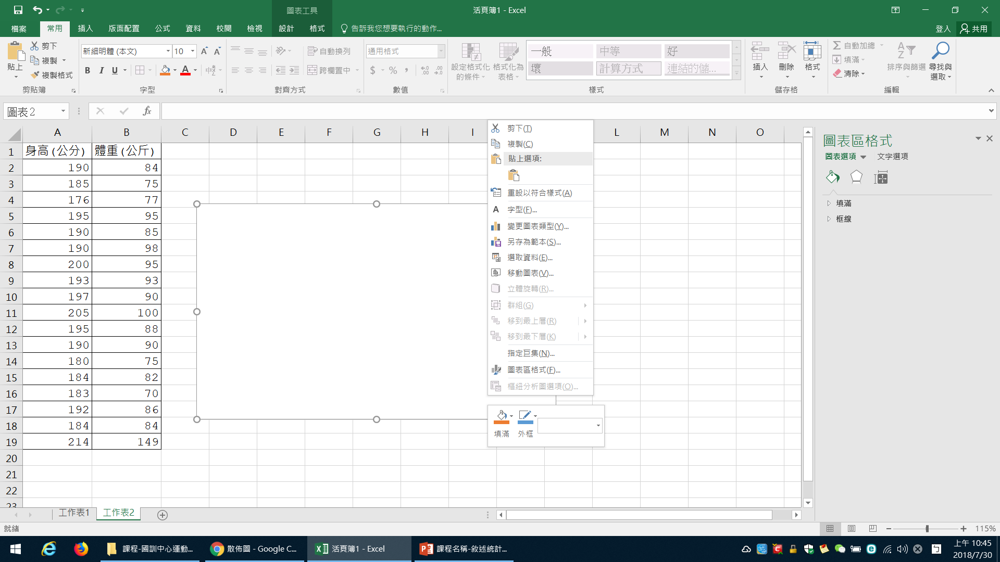 圖表工具
活頁簿1 - Excel
檔案 常用 插入 版面配置 公式 資料 校閱 檢視 設計 格式 告訴我您想要執行的動作... 登入 共用
貼上 剪下
複製
複製格式
剪貼簿
新細明體 (本文) 10 A A
B I U A 中
字型
自動換列
跨欄置中
對齊方式
通用格式
$ % , .0 .00
數值
設定格式化的條件
格式化為表格
一般 中等 好
壞 計算方式 連結的儲...
樣式
插入 刪除 格式
儲存格
自動加總
填滿
清除
排序與篩選
尋找與選取
編輯
圖表 2 fx
A B C D E F G H I L M N O
1 身高(公分) 體重(公斤)
2 190 84
3 185 75
4 176 77
5 195 95
6 190 85
7 190 98
8 200 95
9 193 93
10 197 90
11 205 100
12 195 88
13 190 90
14 180 75
15 184 82
16 183 70
17 192 86
18 184 84
19 214 149
20
21
22
23
剪下(T)
複製(C)
貼上選項:
重設以符合樣式(A)
A 字型(F)...
變更圖表類型(Y)...
另存為範本(S)...
選取資料(E)...
移動圖表(V)...
立體旋轉(R)...
群組(G)
移到最上層(R)
移到最下層(K)
指定巨集(N)...
圖表區格式(F)...
樞紐分析圖選項(O)...
填滿 外框
圖表區格式
圖表選項 文字選項
填滿
框線
工作表1 工作表2
就緒
115%
課程-國訓中心運動...
散佈圖 - Google C...
活頁簿1 - Excel
課程名稱-敘述統計...
上午 10:45
2018/7/30